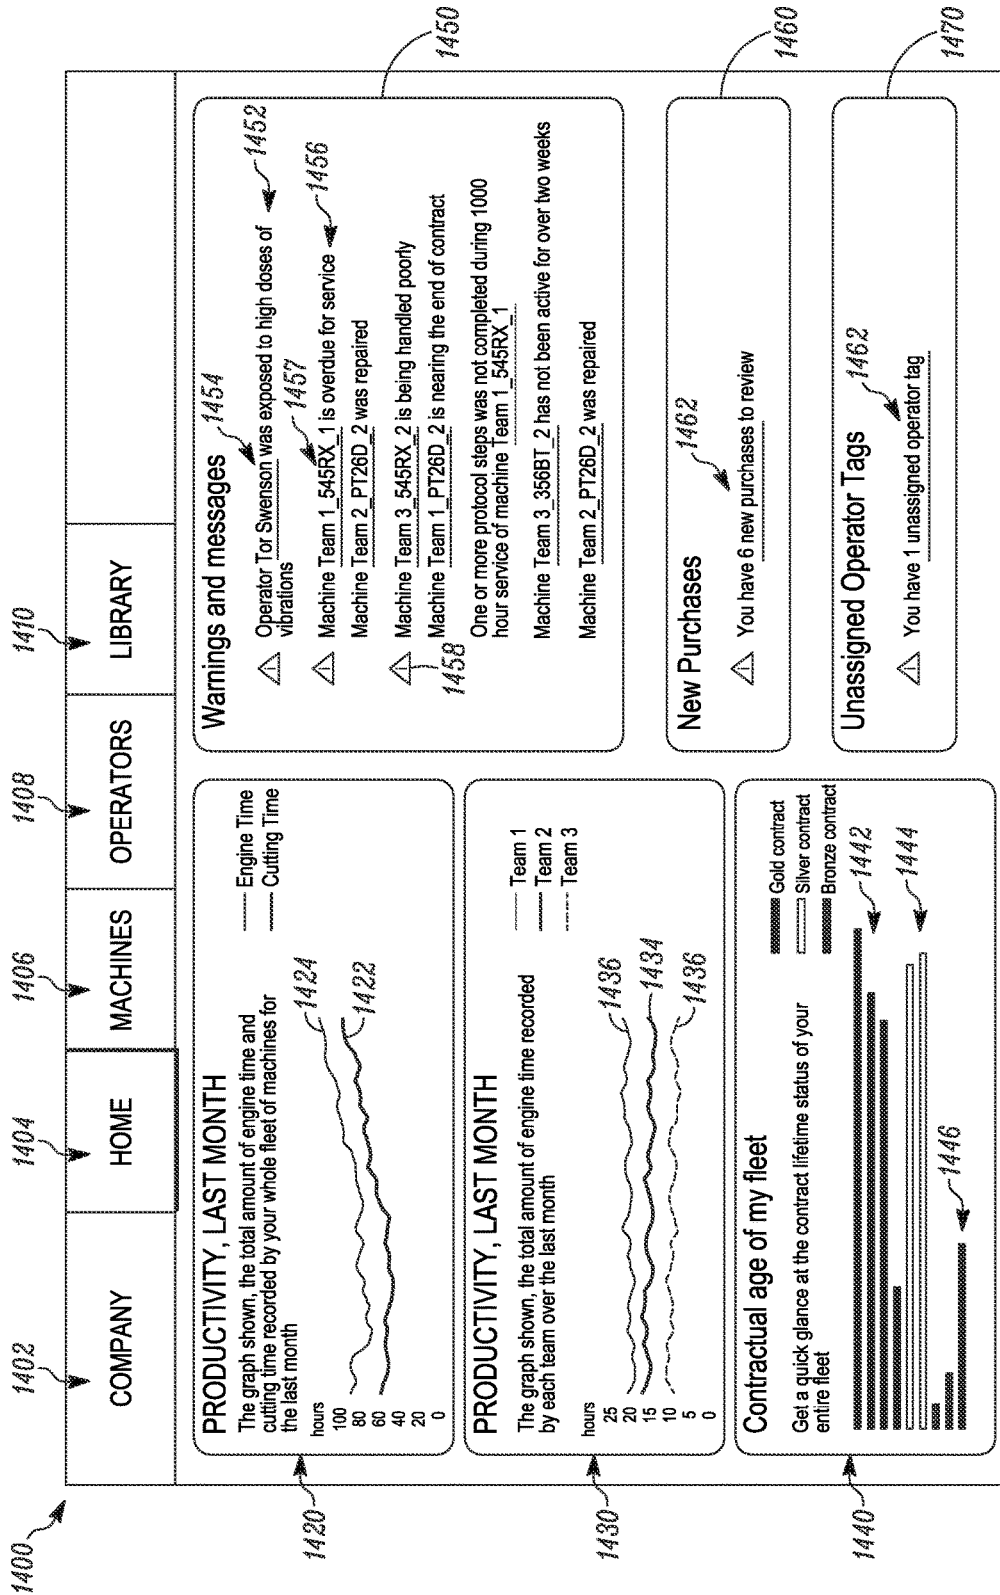 1400
1402
1404
1406
1408
1410
COMPANY
HOME
MACHINES
OPERATORS
LIBRARY
1420
PRODUCTIVITY, LAST MONTH
The graph shown, the total amount of engine time and
cutting time recorded by your whole fleet of machines for
the last month
Engine Time
Cutting Time
hours
100
80
60
40
20
0
1424
1422
1430
PRODUCTIVITY, LAST MONTH
The graph shown, the total amount of engine time recorded
by each team over the last month
Team 1
Team 2
Team 3
hours
25
20
15
10
5
0
1436
1434
1436
1440
Contractual age of my fleet
Get a quick glance at the contract lifetime status of your
entire fleet
Gold contract
Silver contract
Bronze contract
1442
1444
1446
Warnings and messages
1454
Operator Tor Swenson was exposed to high doses of
vibrations
1452
1457
Machine Team 1_545RX_1 is overdue for service
1456
Machine Team 2_PT26D_2 was repaired
Machine Team 3_545RX_2 is being handled poorly
1458
Machine Team 1_PT26D_2 is nearing the end of contract
One or more protocol steps was not completed during 1000
hour service of machine Team 1_545RX_1
Machine Team 3_356BT_2 has not been active for over two weeks
Machine Team 2_PT26D_2 was repaired
1450
New Purchases
1462
You have 6 new purchases to review
1460
Unassigned Operator Tags
1462
You have 1 unassigned operator tag
1470